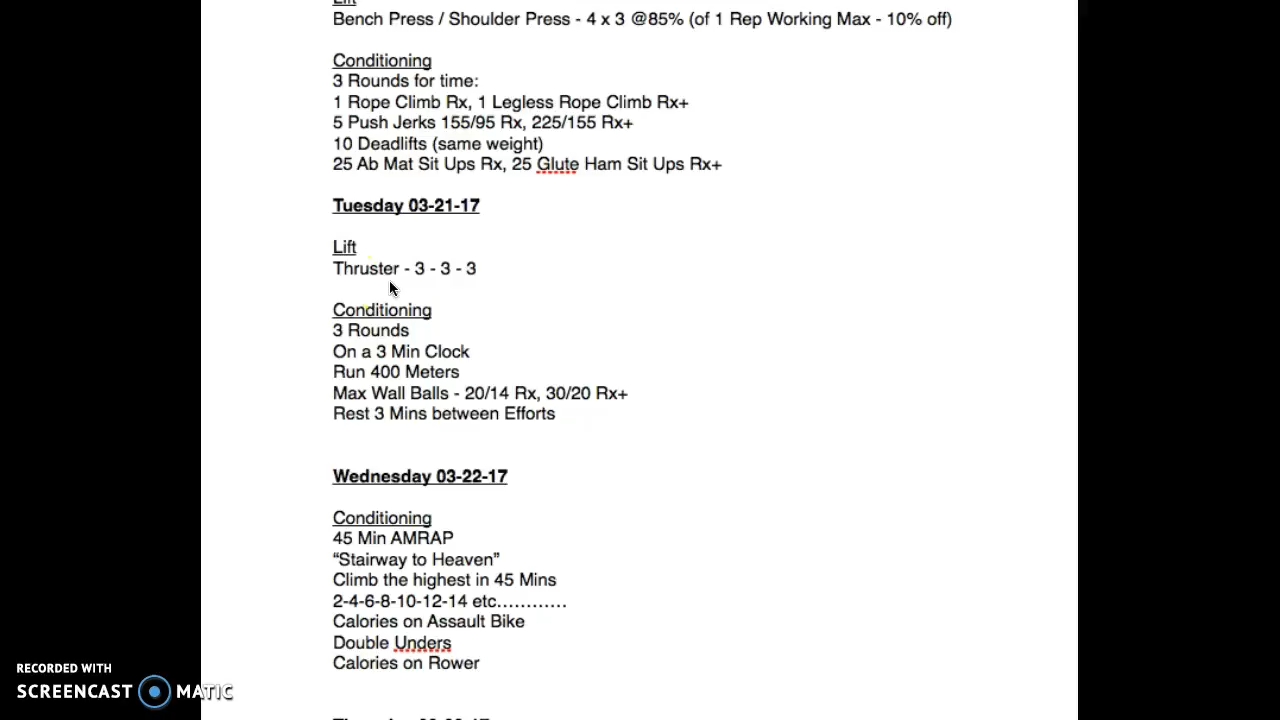 Lift
Bench Press / Shoulder Press - 4 x 3 @85% (of 1 Rep Working Max - 10% off)
Conditioning
3 Rounds for time:
1 Rope Climb Rx, 1 Legless Rope Climb Rx+
5 Push Jerks 155/95 Rx, 225/155 Rx+
10 Deadlifts (same weight)
25 Ab Mat Sit Ups Rx, 25 Glute Ham Sit Ups Rx+
Tuesday 03-21-17
Lift
Thruster - 3 - 3 - 3
Conditioning
3 Rounds
On a 3 Min Clock
Run 400 Meters
Max Wall Balls - 20/14 Rx, 30/20 Rx+
Rest 3 Mins between Efforts
Wednesday 03-22-17
Conditioning
45 Min AMRAP
“Stairway to Heaven”
Climb the highest in 45 Mins
2-4-6-8-10-12-14 etc…………
Calories on Assault Bike
Double Unders
Calories on Rower
RECORDED WITH
SCREENCAST MATIC